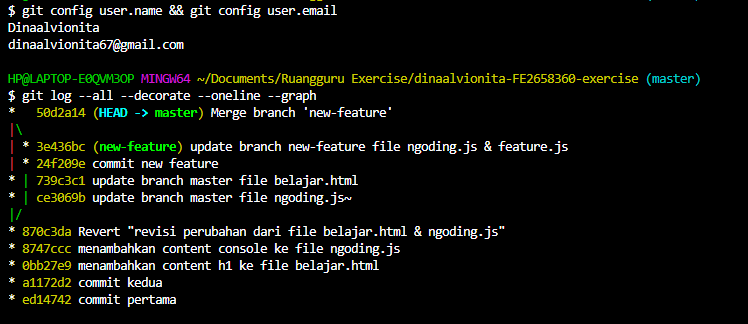 $ git config user.name && git config user.email
Dinaalvionita
dinaalvionita67@gmail.com
HP@LAPTOP-E0QVM3OP MINGW64 ~/Documents/Ruangguru Exercise/dinaalvionita-FE2658360-exercise (master)
$ git log --all --decorate --oneline --graph
*   50d2a14 (HEAD -> master) Merge branch 'new-feature'
|\
| * 3e436bc (new-feature) update branch new-feature file ngoding.js & feature.js
| * 24f209e commit new feature
* | 739c3c1 update branch master file belajar.html
* | ce3069b update branch master file ngoding.js~
|/
* 870c3da Revert "revisi perubahan dari file belajar.html & ngoding.js"
* 8747ccc menambahkan content console ke file ngoding.js
* 0bb27e9 menambahkan content h1 ke file belajar.html
* a1172d2 commit kedua
* ed14742 commit pertama